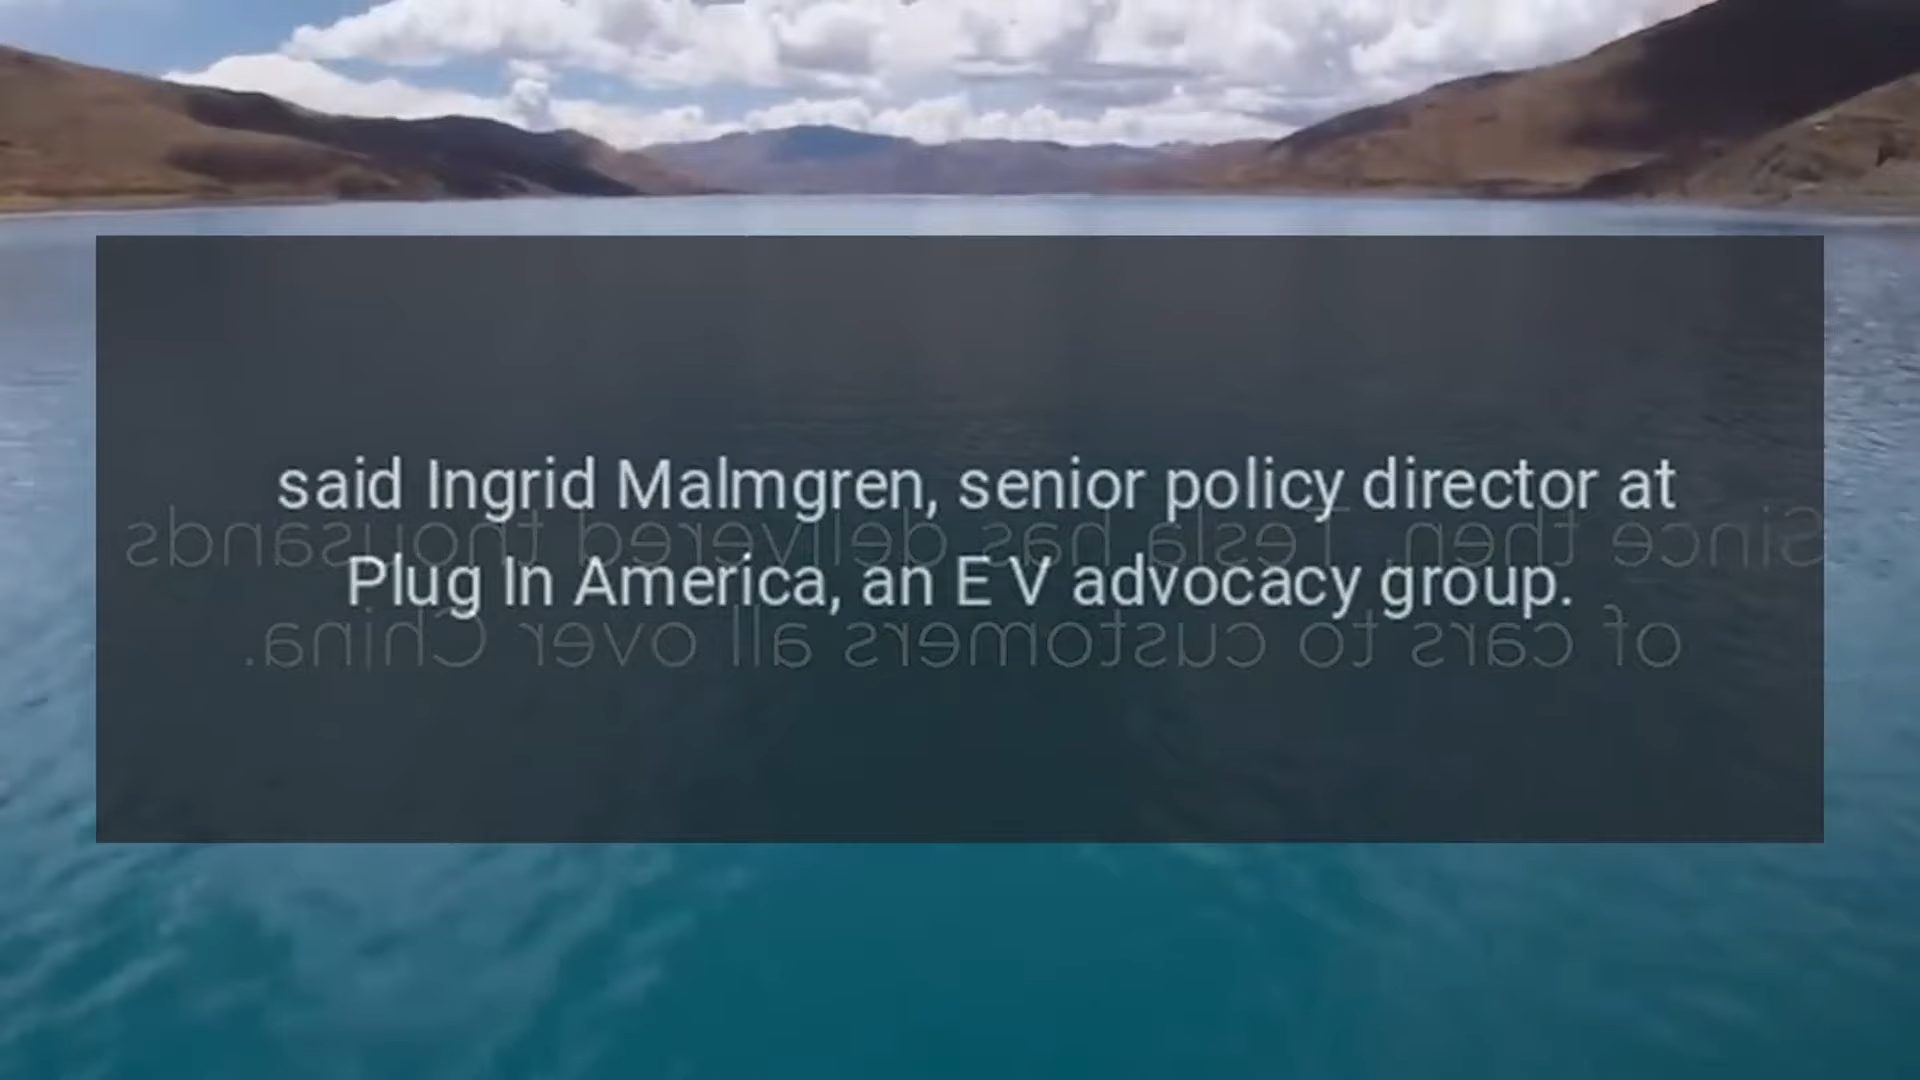 said Ingrid Malmgren, senior policy director at
Plug In America, an E V advocacy group.
Since then, Tesla has delivered thousands
of cars to customers all over China.